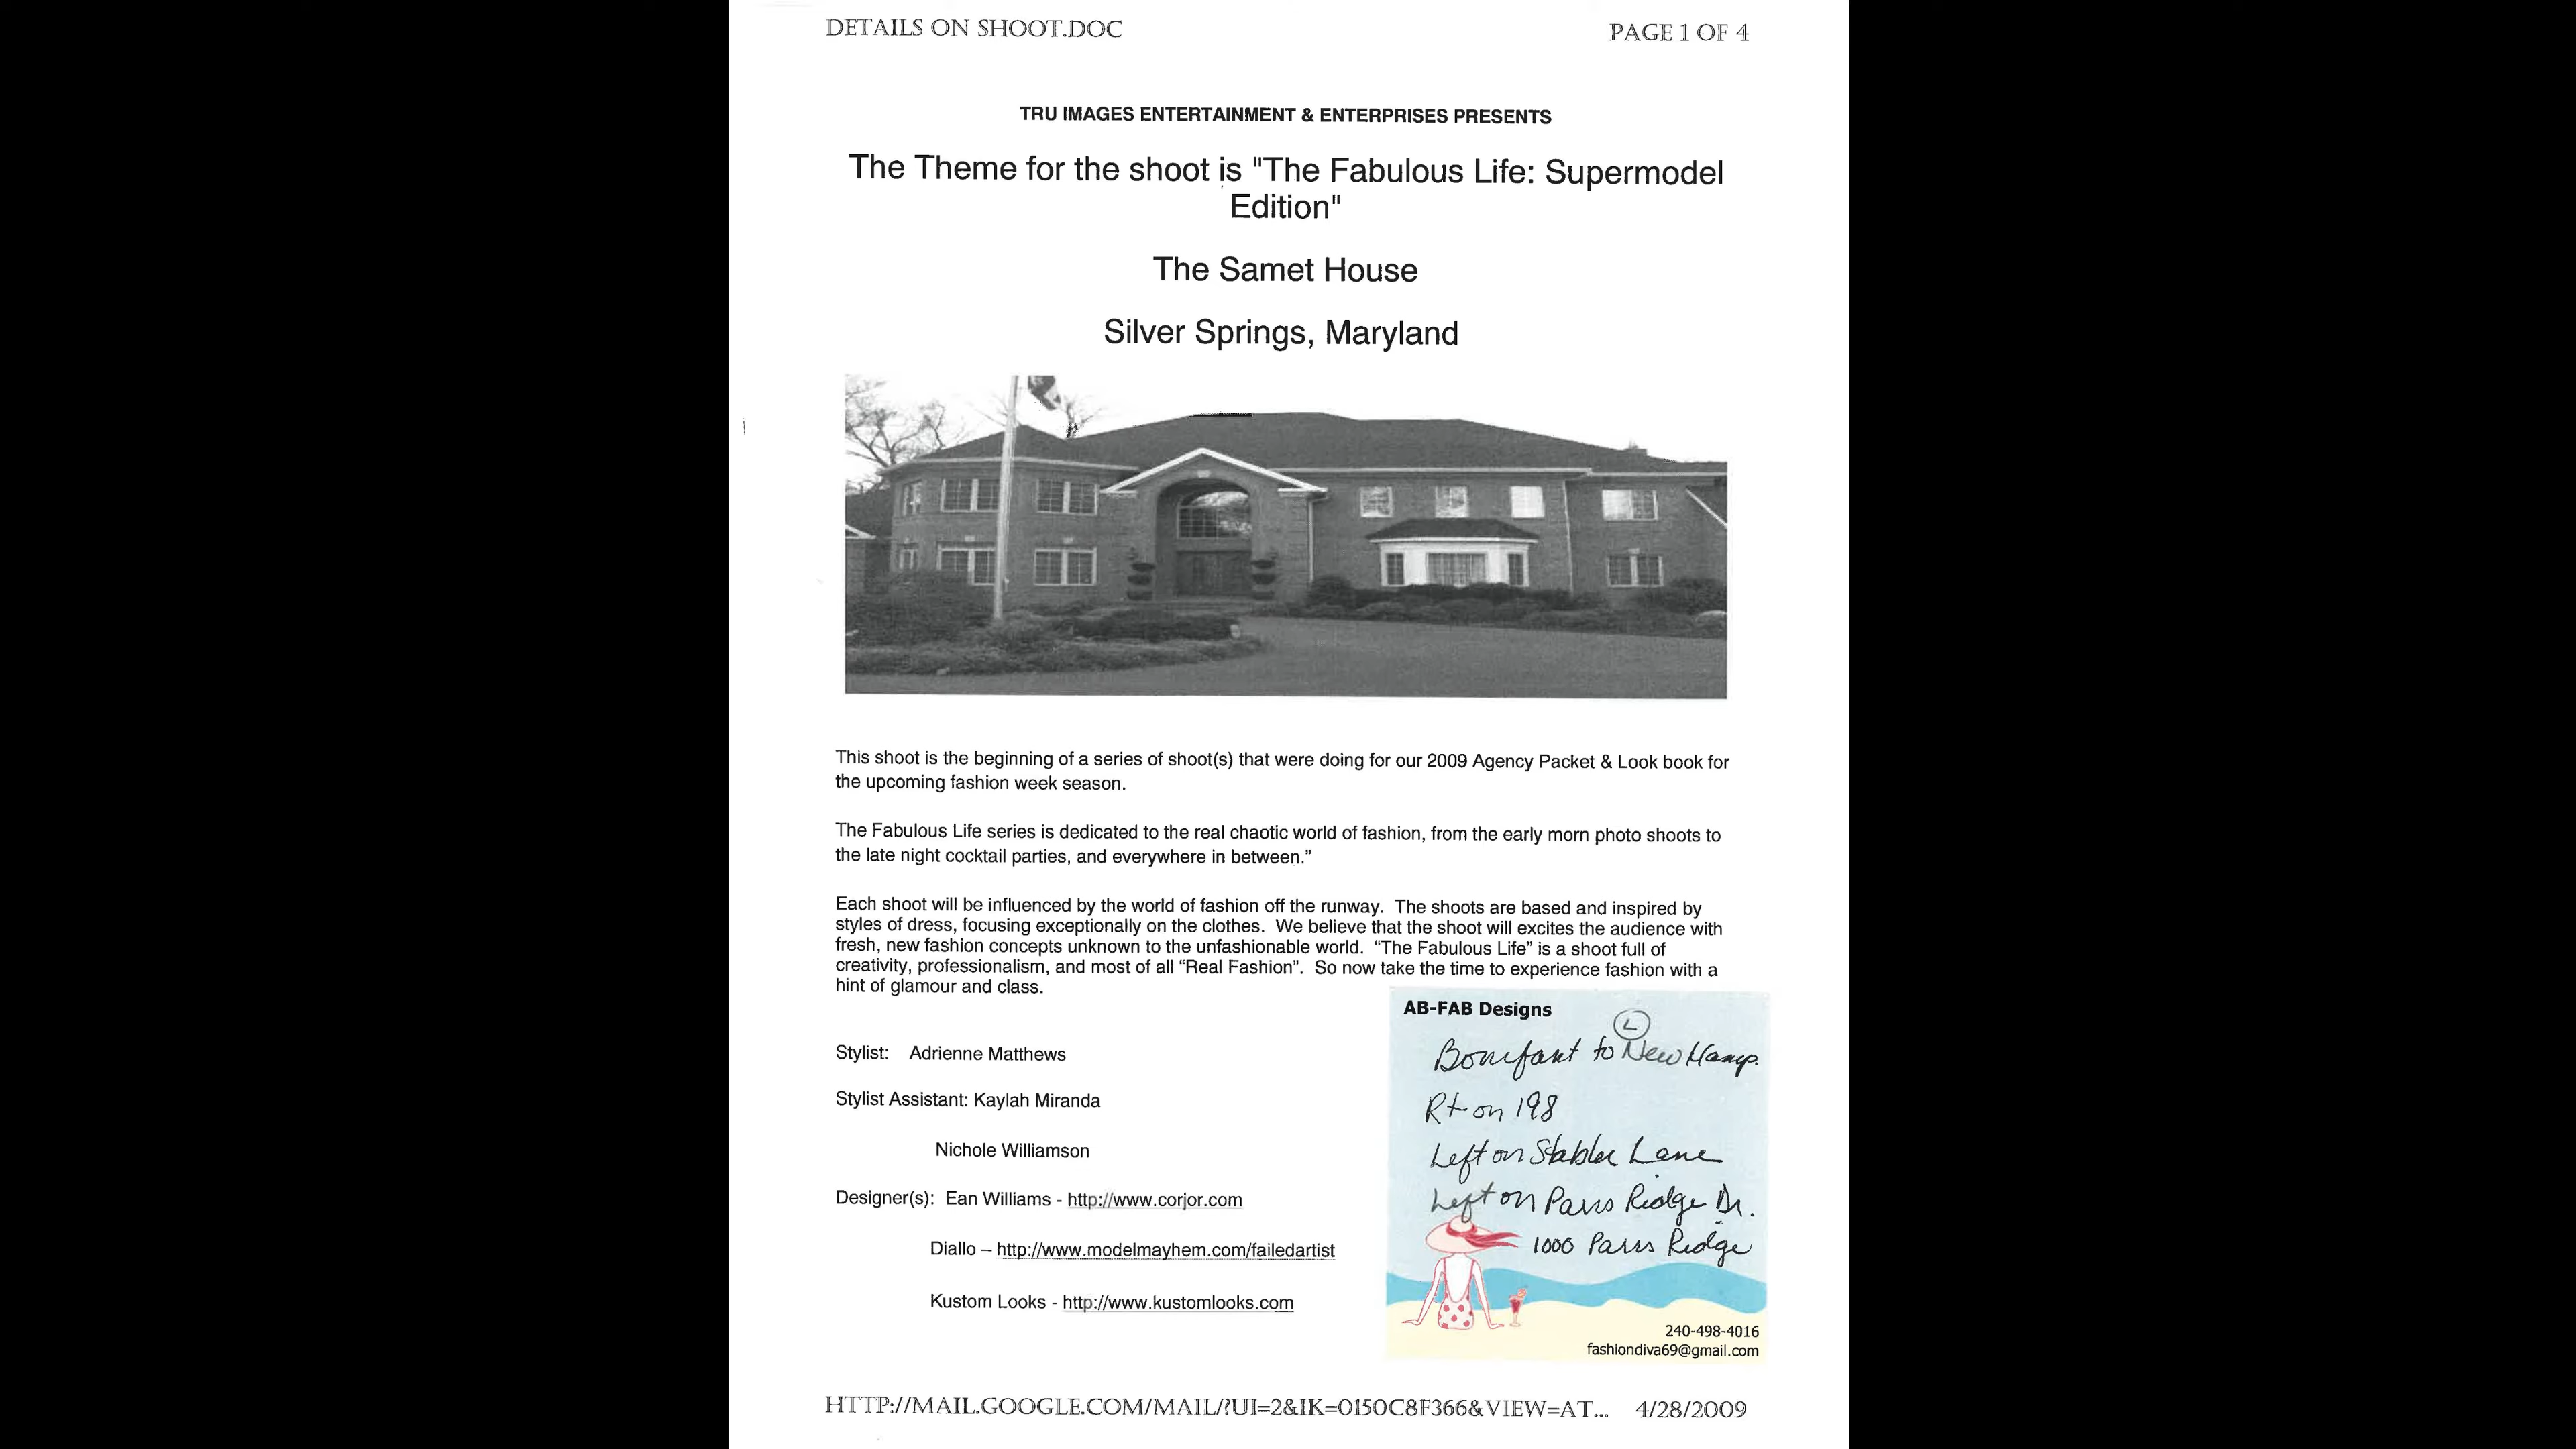 DETAILS ON SHOOT.DOC PAGE 1 OF 4
TRU IMAGES ENTERTAINMENT & ENTERPRISES PRESENTS
The Theme for the shoot is "The Fabulous Life: Supermodel
Edition"
The Samet House
Silver Springs, Maryland
This shoot is the beginning of a series of shoot(s) that were doing for our 2009 Agency Packet & Look book for
the upcoming fashion week season.
The Fabulous Life series is dedicated to the real chaotic world of fashion, from the early morn photo shoots to
the late night cocktail parties, and everywhere in between.”
Each shoot will be influenced by the world of fashion off the runway. The shoots are based and inspired by
styles of dress, focusing exceptionally on the clothes. We believe that the shoot will excites the audience with
fresh, new fashion concepts unknown to the unfashionable world. “The Fabulous Life” is a shoot full of
creativity, professionalism, and most of all “Real Fashion”. So now take the time to experience fashion with a
hint of glamour and class.
Stylist: Adrienne Matthews
Stylist Assistant: Kaylah Miranda
Nichole Williamson
Designer(s): Ean Williams - http://www.corjor.com
Diallo – http://www.modelmayhem.com/failedartist
Kustom Looks - http://www.kustomlooks.com
AB-FAB Designs
L
Bonifant to New Hamp.
Rt on 198
Left on Stabler Lane
Left on Parrs Ridge Dr.
1000 Parrs Ridge
240-498-4016
fashiondiva69@gmail.com
HTTP://MAIL.GOOGLE.COM/MAIL/?UI=2&IK=0150C8F366&VIEW=AT... 4/28/2009